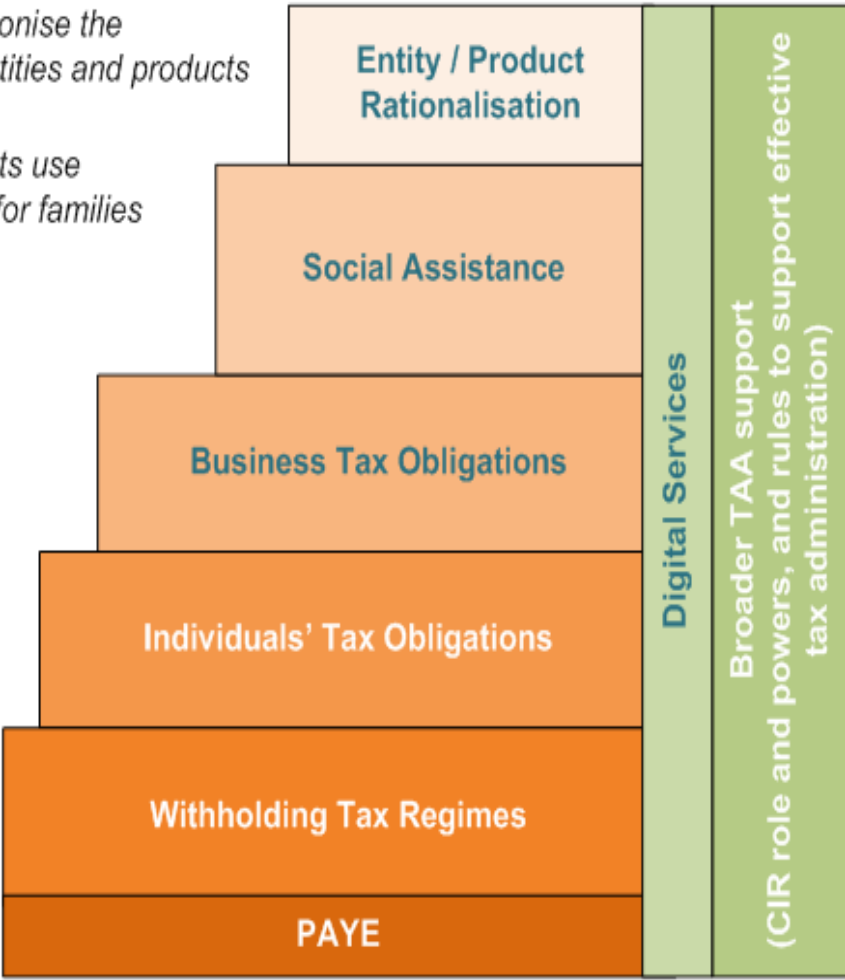 onise the
tities and products
ts use
for families
Entity / Product
Rationalisation
Social Assistance
Business Tax Obligations
Individuals’ Tax Obligations
Withholding Tax Regimes
PAYE
Digital Services
Broader TAA support
(CIR role and powers, and rules to support effective
tax administration)